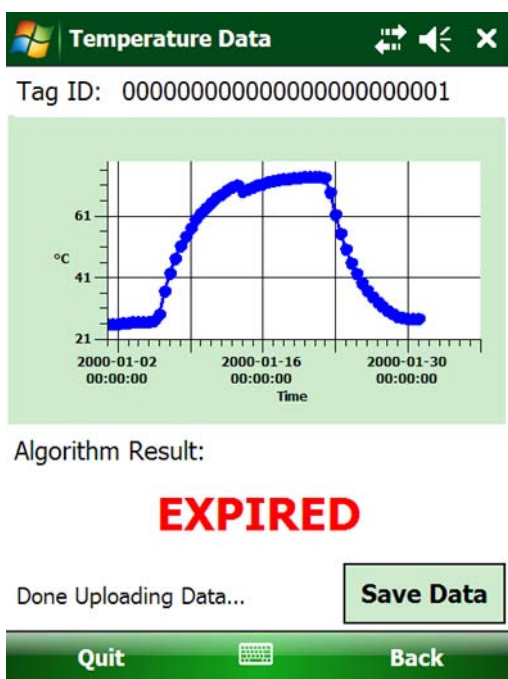 Temperature Data
Tag ID: 000000000000000000000001
61
°C
41
21
2000-01-02 2000-01-16 2000-01-30
00:00:00 00:00:00 00:00:00
Time
Algorithm Result:
EXPIRED
Done Uploading Data...
Save Data
Quit
Back